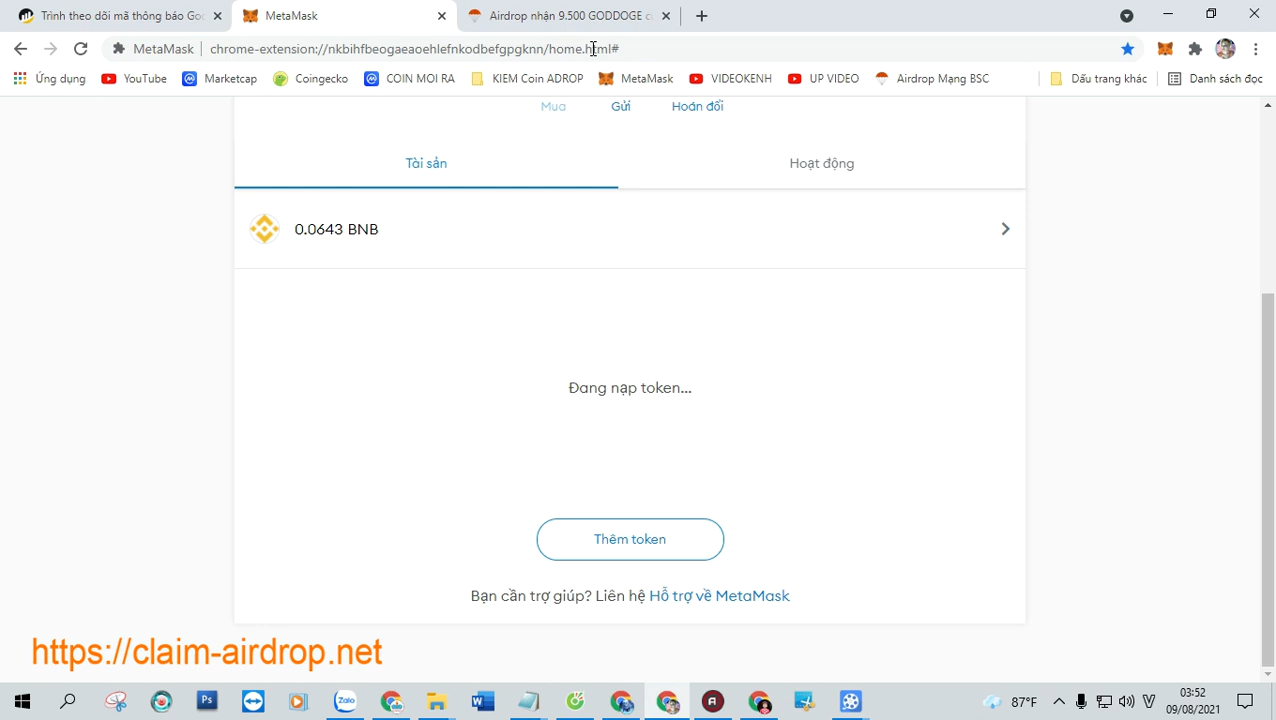 Trình theo dõi mã thông báo Go
MetaMask
Airdrop nhận 9.500 GODDOGE c
MetaMask
chrome-extension://nkbihfbeogaeaoehlefnkodbefgpgknn/home.html#
Ứng dụng
YouTube
Marketcap
Coingecko
COIN MOI RA
KIEM Coin ADROP
MetaMask
VIDEOKENH
UP VIDEO
Airdrop Mạng BSC
Dấu trang khác
Danh sách đọc
Mua
Gửi
Hoán đổi
Tài sản
Hoạt động
0.0643 BNB
Đang nạp token...
Thêm token
Bạn cần trợ giúp? Liên hệ Hỗ trợ về MetaMask
https://claim-airdrop.net
Ps
Zalo
87°F
03:52
09/08/2021